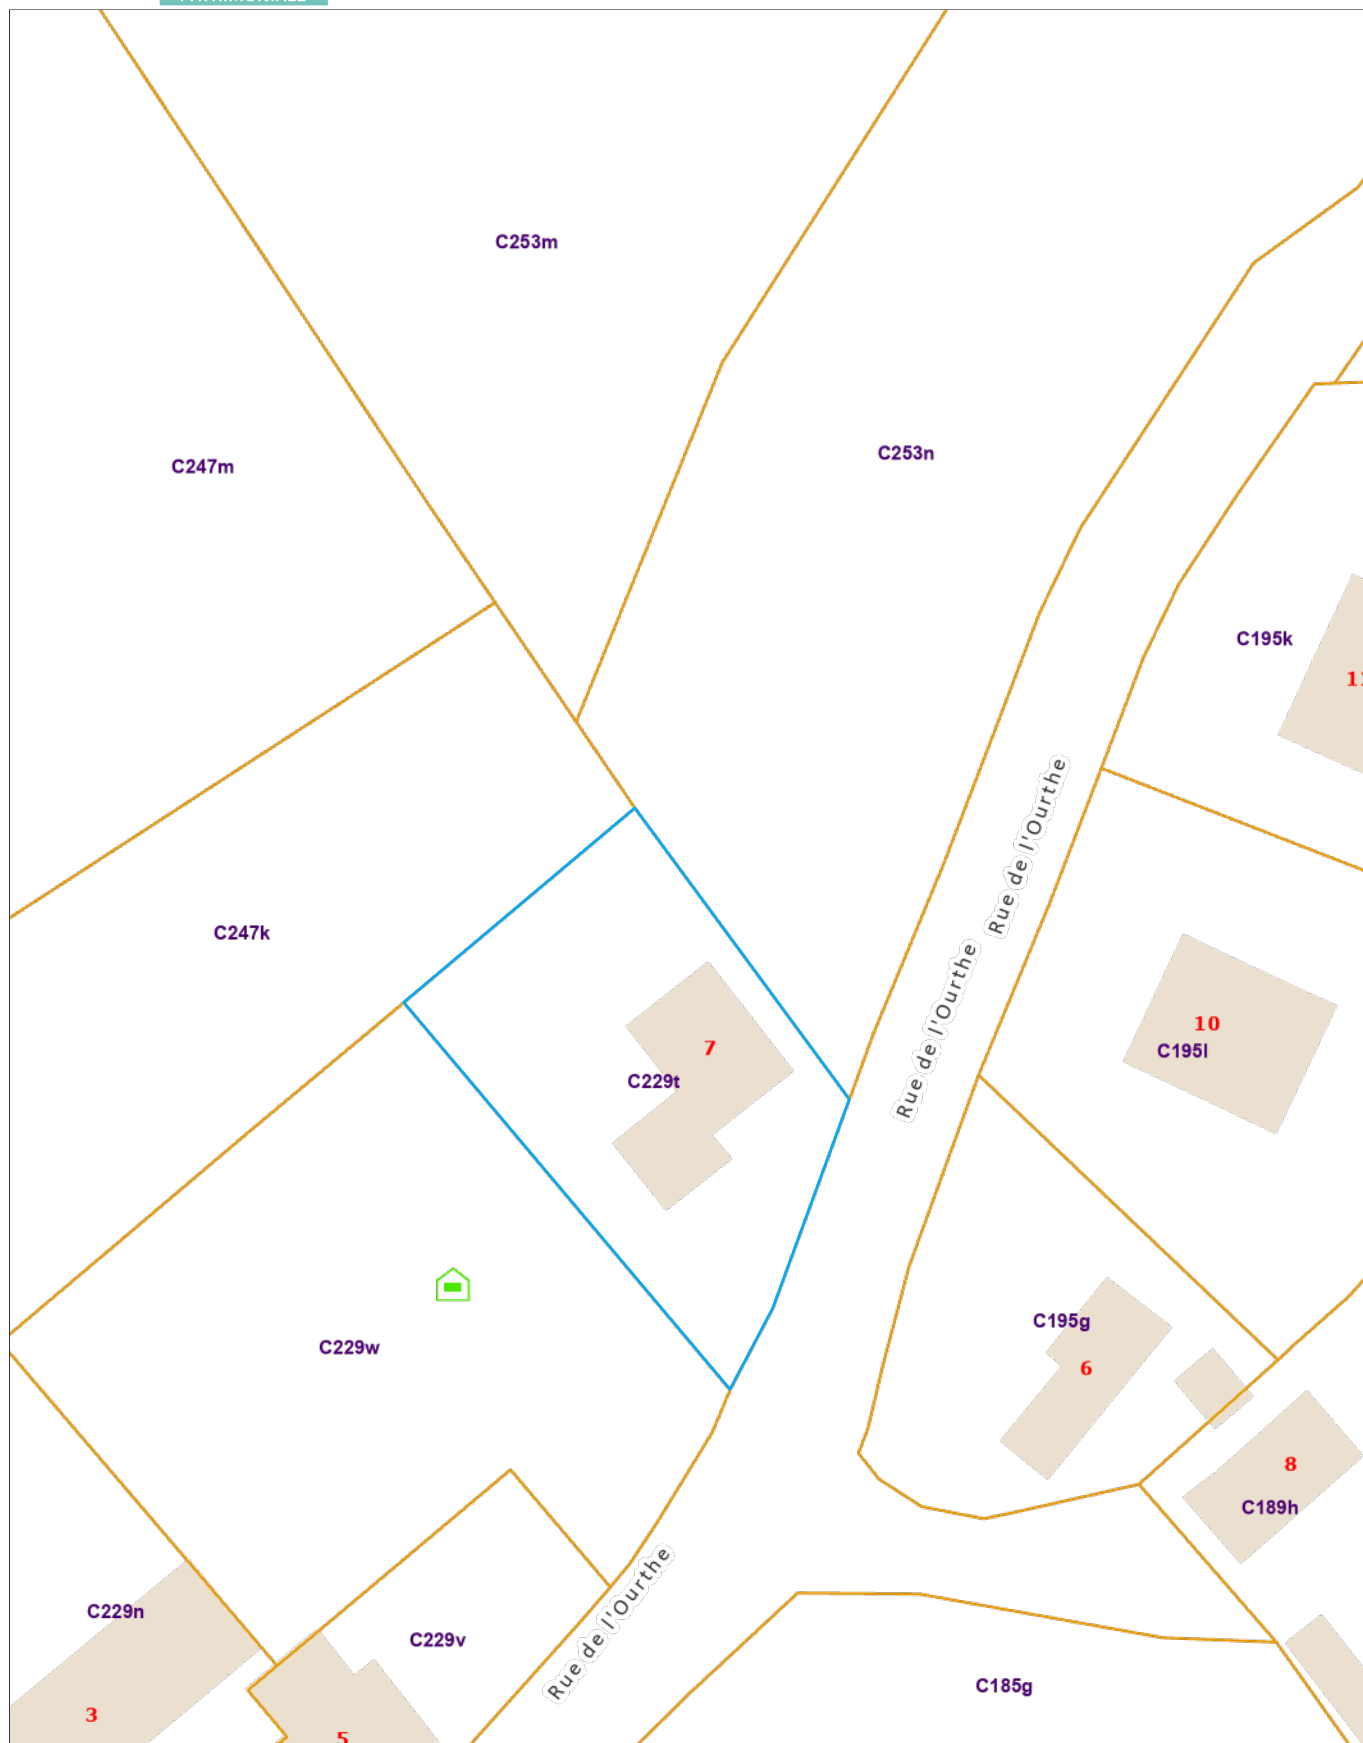 C253m
C253n
C247m
C195k
Rue de l'Ourthe
C247k
Rue de l'Ourthe
10
7
C195l
C229t
C195g
C229w
6
8
C189h
Rue de l'Ourthe
C229n
C229v
C185g
3
5